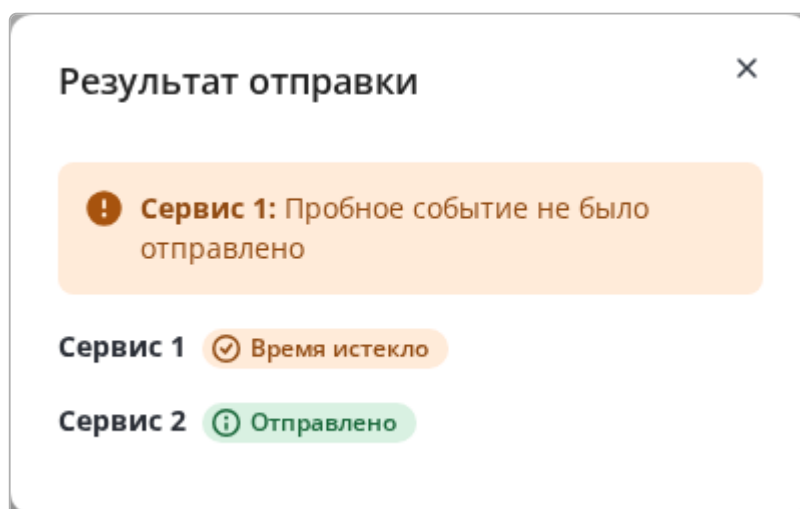 Результат отправки
Сервис 1: Пробное событие не было
отправлено
Сервис 1 Время истекло
Сервис 2 Отправлено